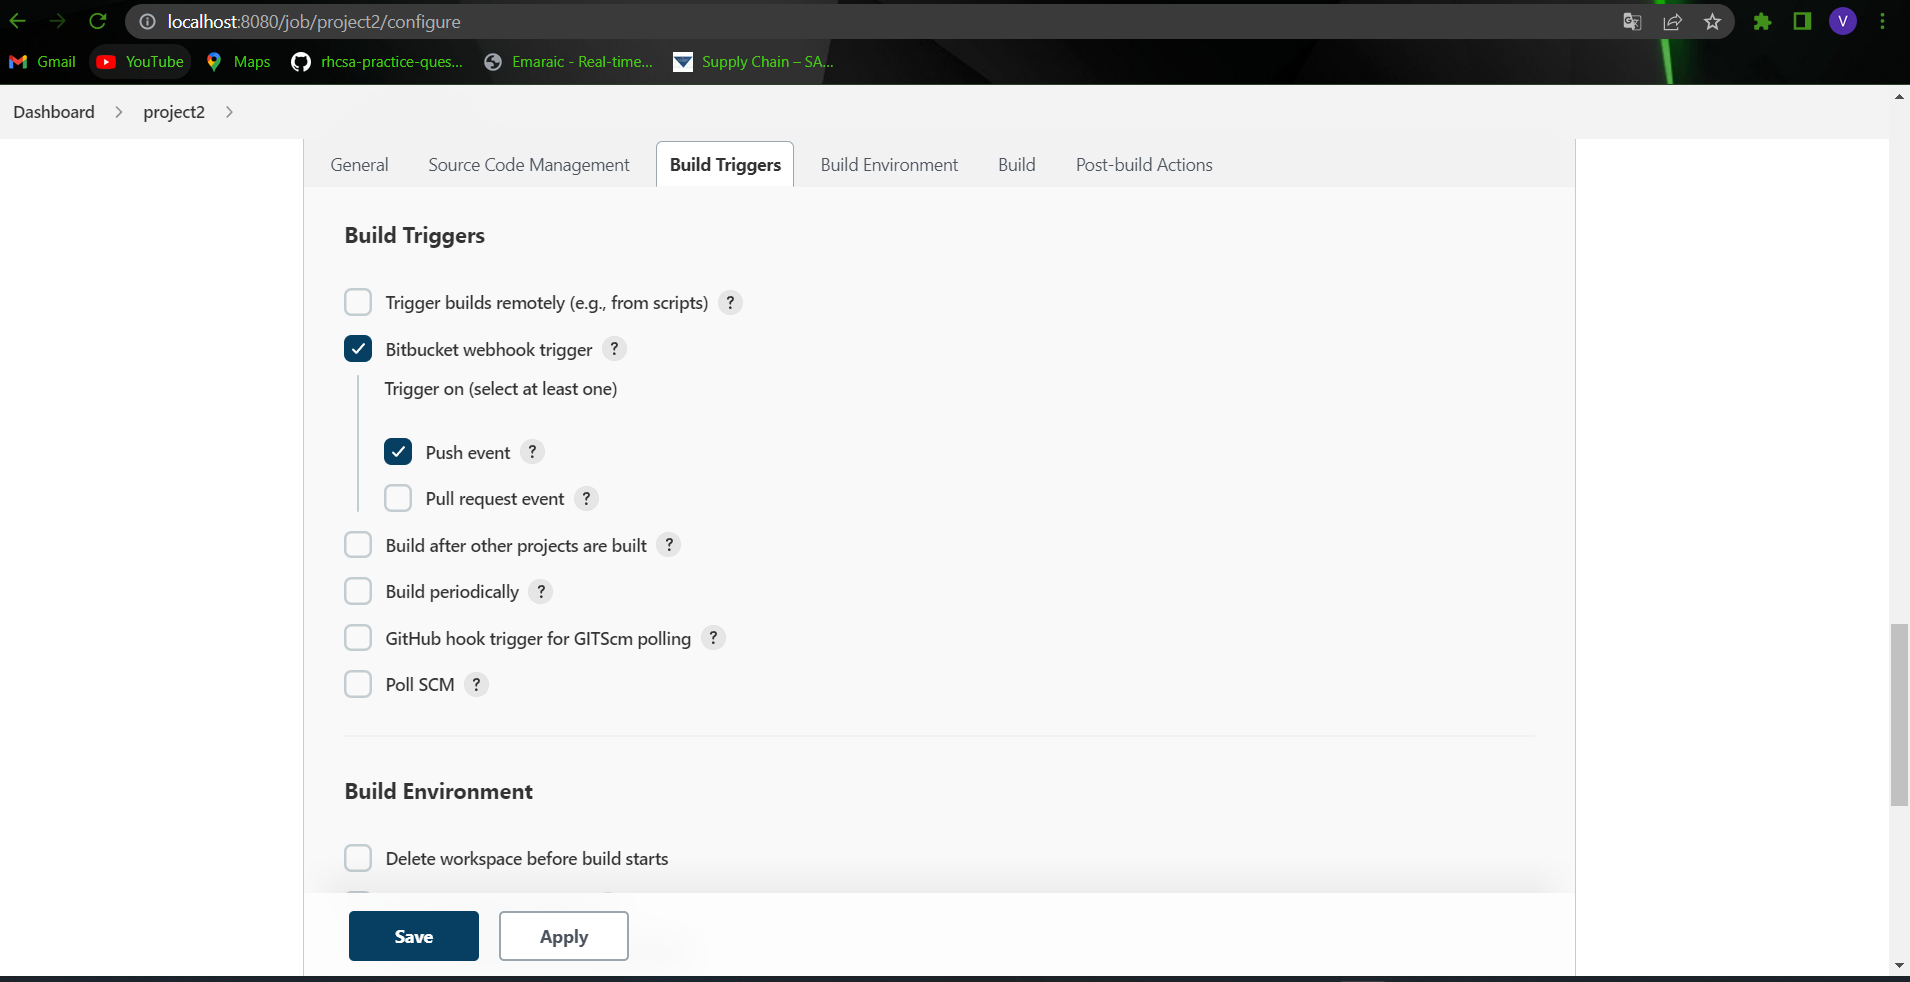 localhost:8080/job/project2/configure
V
Gmail YouTube Maps rhcsa-practice-ques... Emaraic - Real-time... Supply Chain – SA...
Dashboard project2
General Source Code Management Build Triggers Build Environment Build Post-build Actions
Build Triggers
Trigger builds remotely (e.g., from scripts) ?
Bitbucket webhook trigger ?
Trigger on (select at least one)
Push event ?
Pull request event ?
Build after other projects are built ?
Build periodically ?
GitHub hook trigger for GITScm polling ?
Poll SCM ?
Build Environment
Delete workspace before build starts
Save Apply